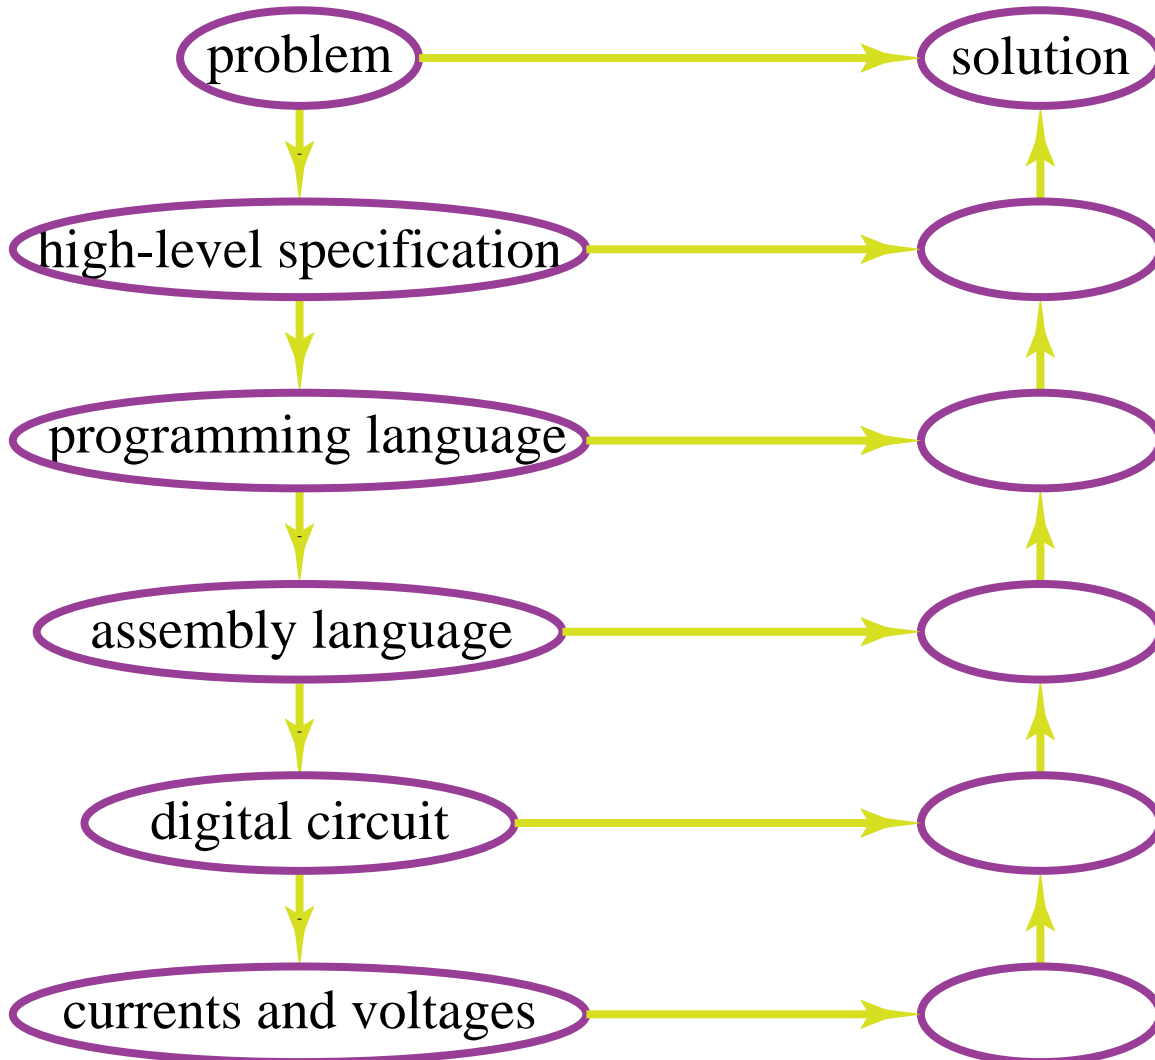 problem
solution
high-level specification
programming language
assembly language
digital circuit
currents and voltages